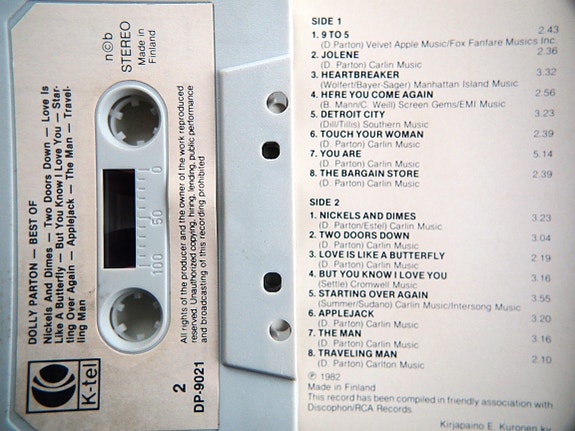 DOLLY PARTON — BEST OF
Nickels And Dimes — Two Doors Down — Love Is
Like A Butterfly — But You Know I Love You — Star-
ting Over Again — Applejack — The Man — Travel-
ling Man
K-tel
n©b
STEREO
Made in
Finland
100 50 0
2
DP-9021
All rights of the producer and the owner of the work reproduced
reserved. Unauthorized copying, hiring, lending, public performance
and broadcasting of this recording prohibited
SIDE 1
1. 9 TO 5 2.43
(D.Parton) Velvet Apple Music/Fox Fanfare Musics Inc.
2. JOLENE 2.36
(D. Parton) Carlin Music
3. HEARTBREAKER 3.32
(Wolfert/Bayer-Sager) Manhattan Island Music
4. HERE YOU COME AGAIN 2.56
(B. Mann/C. Weill) Screen Gems/EMI Music
5. DETROIT CITY 3.23
(Dill/Tillis) Southern Music
6. TOUCH YOUR WOMAN 2.39
(D. Parton) Carlin Music
7. YOU ARE 5.14
(D. Parton) Carlin Music
8. THE BARGAIN STORE 2.39
(D. Parton) Carlin Music
SIDE 2
1. NICKELS AND DIMES 3.23
(D. Parton/Estel) Carlin Music
2. TWO DOORS DOWN 3.04
(D. Parton) Carlin Music
3. LOVE IS LIKE A BUTTERFLY 2.19
(D. Parton) Carlin Music
4. BUT YOU KNOW I LOVE YOU 3.16
(Settle) Cromwell Music
5. STARTING OVER AGAIN 3.55
(Summer/Sudano) Carlin Music/Intersong Music
6. APPLEJACK 3.20
(D. Parton) Carlin Music
7. THE MAN 3.16
(D. Parton) Carlin Music
8. TRAVELING MAN 2.10
(D. Parton) Carlton Music
℗ 1982
Made in Finland
This record has been compiled in friendly association with
Discophon/RCA Records.
Kirjapaino E. Kuronen ky